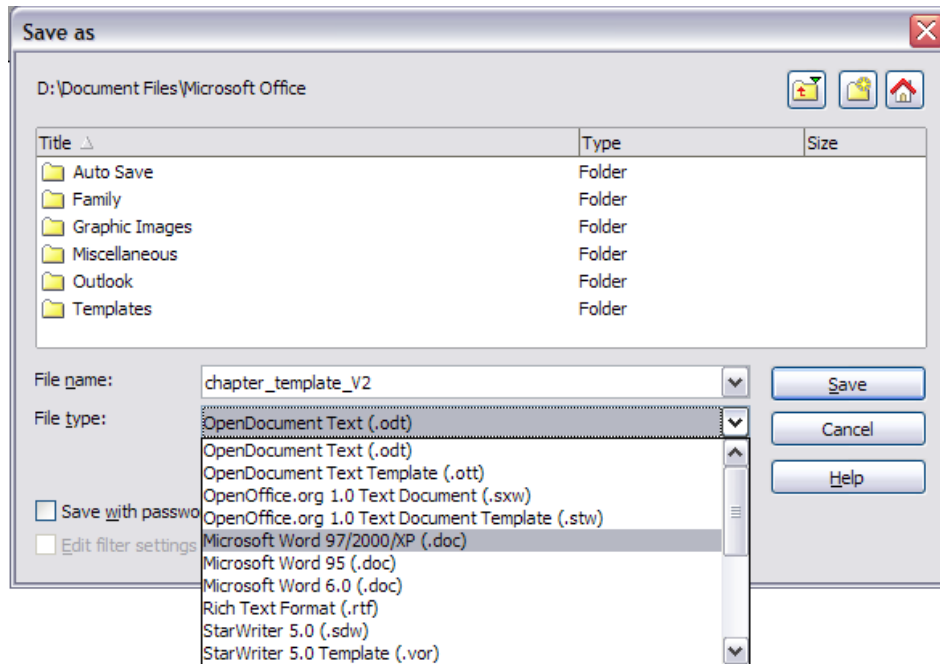 Save as
D:\Document Files\Microsoft Office
Title Type Size
Auto Save Folder
Family Folder
Graphic Images Folder
Miscellaneous Folder
Outlook Folder
Templates Folder
File name: chapter_template_V2 Save
File type: OpenDocument Text (.odt) Cancel
OpenDocument Text (.odt)
OpenDocument Text Template (.ott) Help
OpenOffice.org 1.0 Text Document (.sxw)
Save with passwo OpenOffice.org 1.0 Text Document Template (.stw)
Edit filter settings Microsoft Word 97/2000/XP (.doc)
Microsoft Word 95 (.doc)
Microsoft Word 6.0 (.doc)
Rich Text Format (.rtf)
StarWriter 5.0 (.sdw)
StarWriter 5.0 Template (.vor)